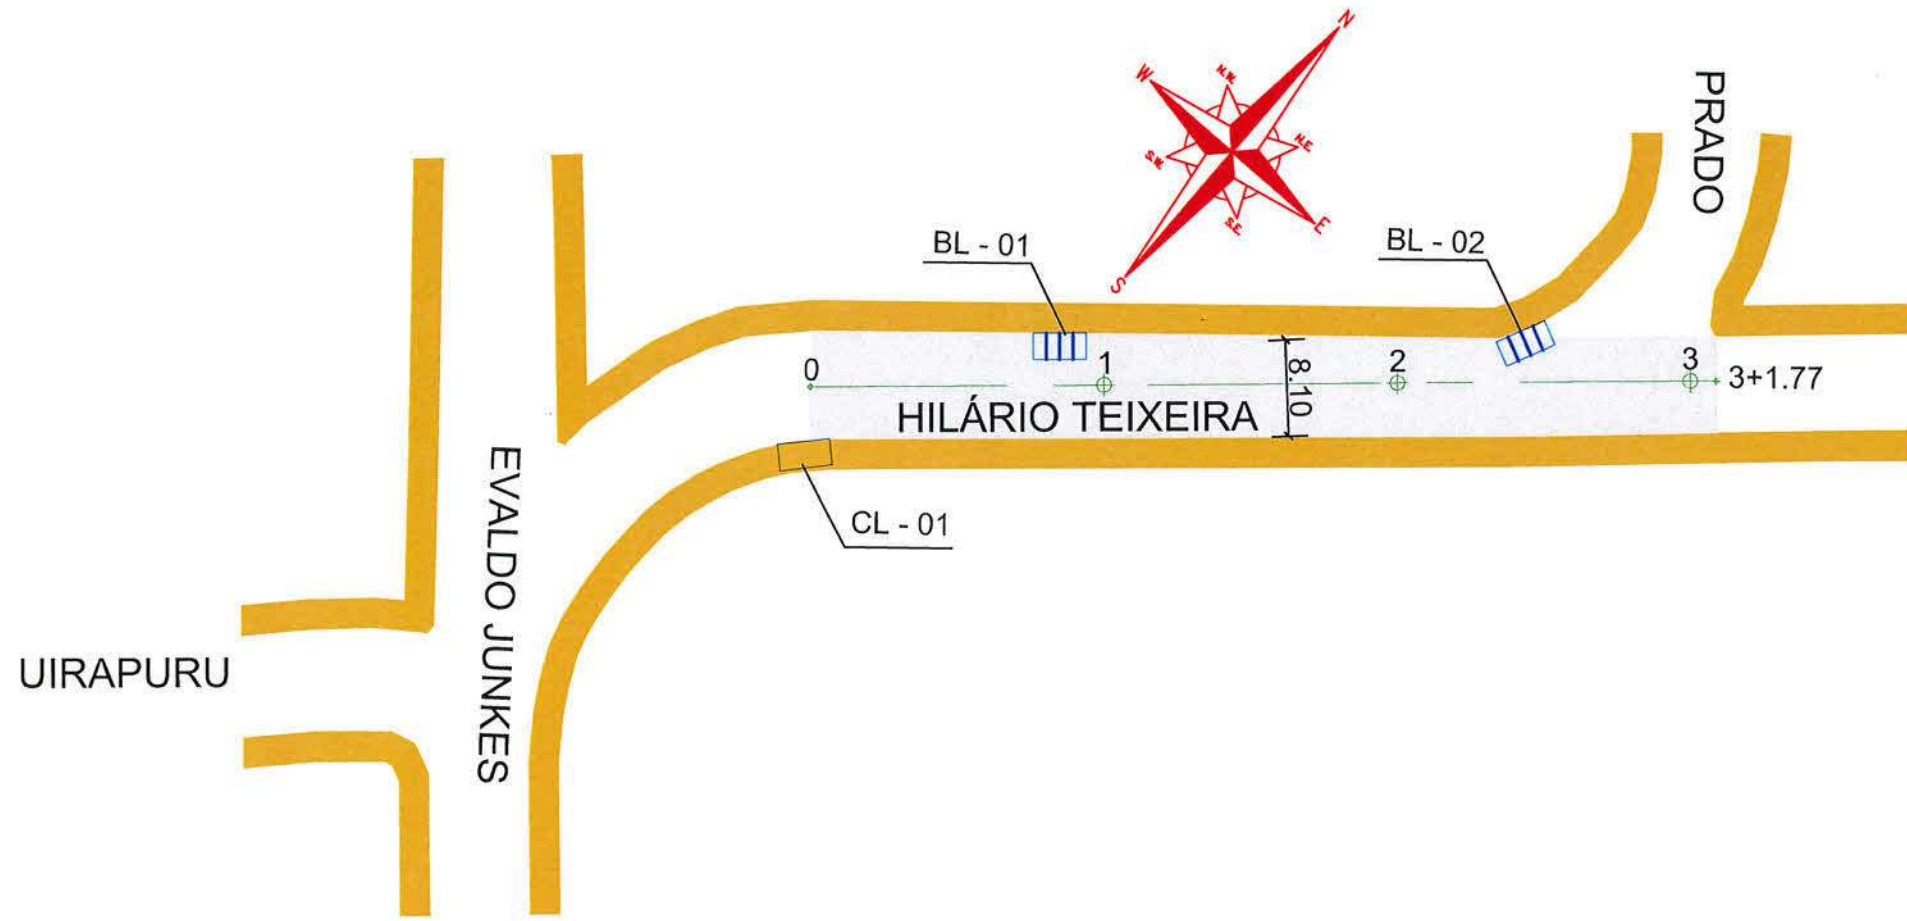 N
W
N.W.
N.E.
S.W.
S.E.
E
S
PRADO
BL - 01
BL - 02
0
1
2
3
3+1.77
8.10
HILÁRIO TEIXEIRA
EVALDO JUNKES
CL - 01
UIRAPURU